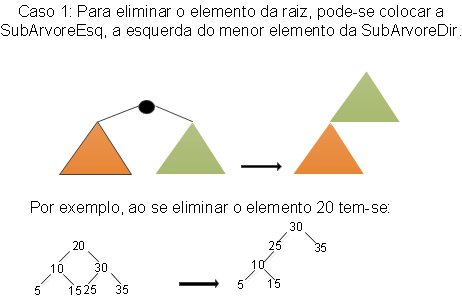 Caso 1: Para eliminar o elemento da raiz, pode-se colocar a
SubArvoreEsq, a esquerda do menor elemento da SubArvoreDir.
Por exemplo, ao se eliminar o elemento 20 tem-se:
20
10 30
5 15 25 35
30
25 35
10
5 15